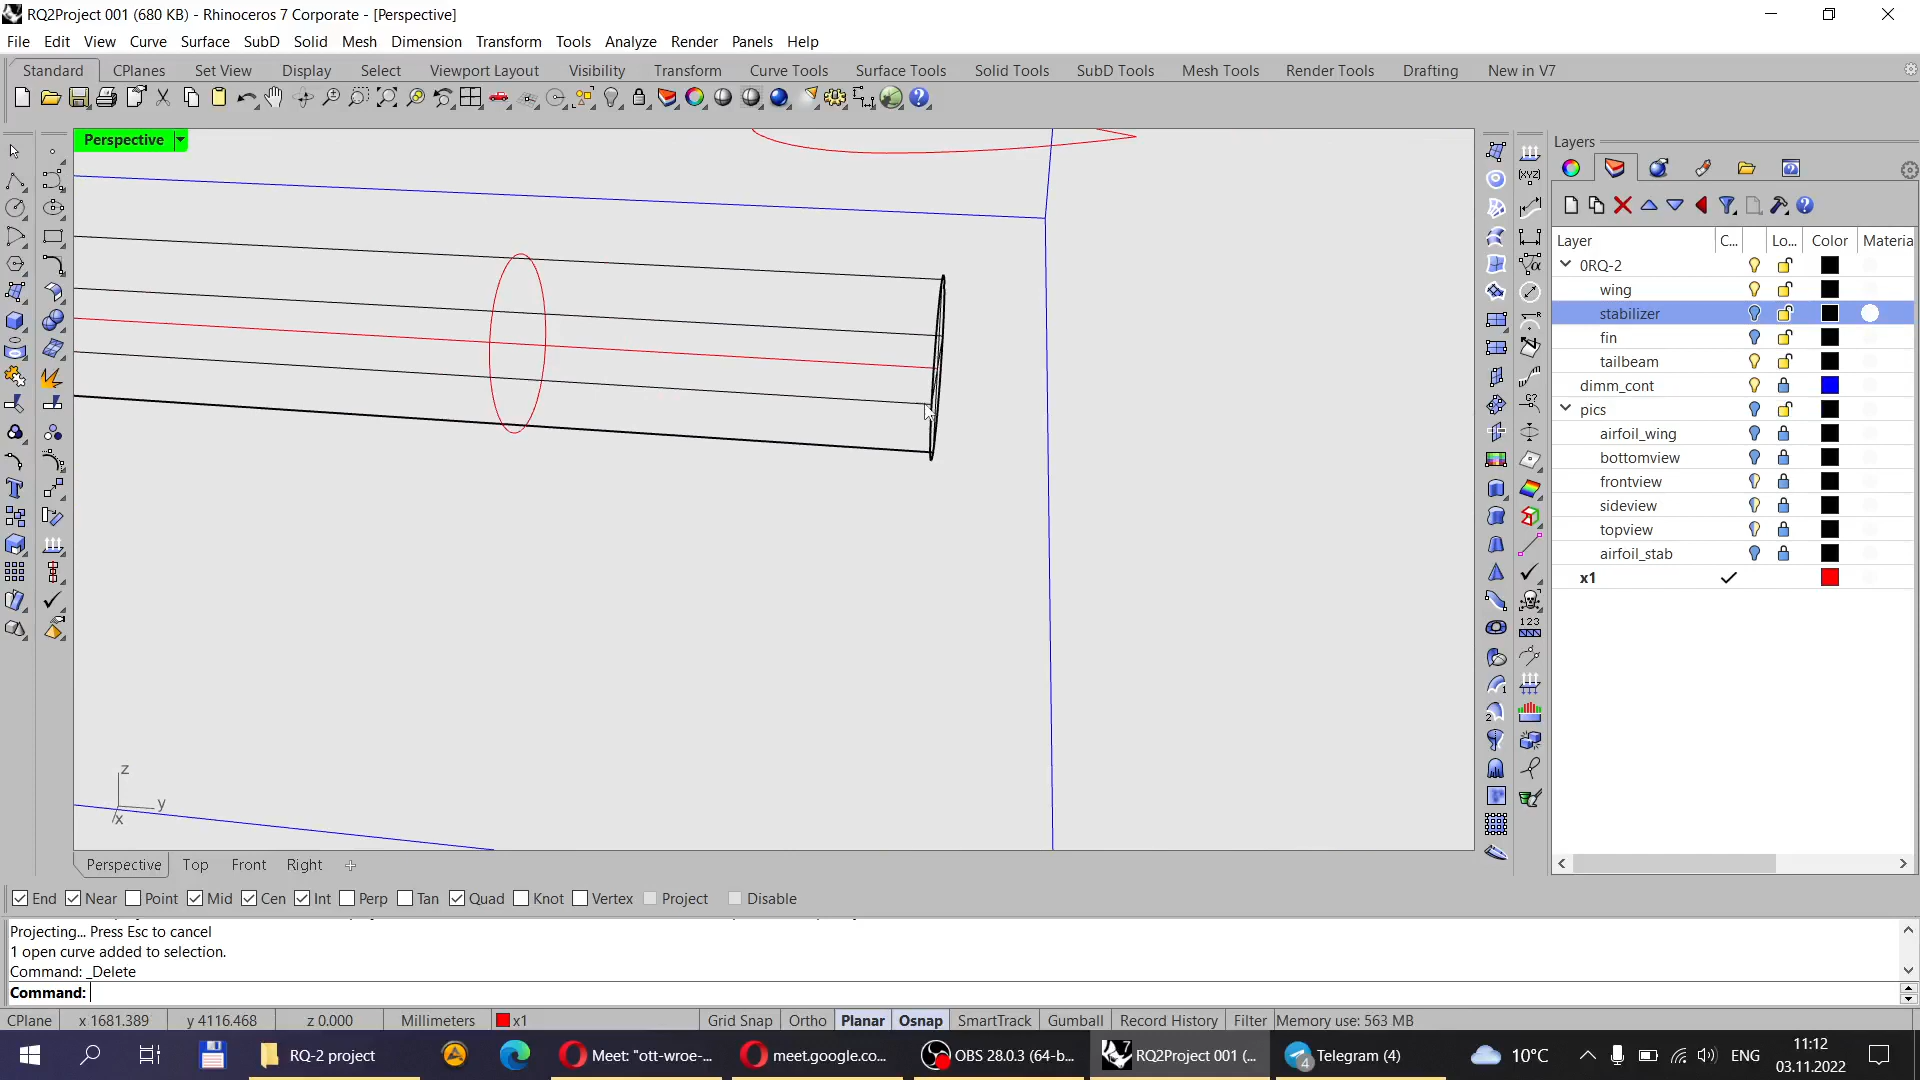 RQ2Project 001 (680 KB) - Rhinoceros 7 Corporate - [Perspective]
File Edit View Curve Surface SubD Solid Mesh Dimension Transform Tools Analyze Render Panels Help
Standard CPlanes Set View Display Select Viewport Layout Visibility Transform Curve Tools Surface Tools Solid Tools SubD Tools Mesh Tools Render Tools Drafting New in V7
Perspective
Layers
Layer C... Lo... Color Materia
0RQ-2
wing
stabilizer
fin
tailbeam
dimm_cont
pics
airfoil_wing
bottomview
frontview
sideview
topview
airfoil_stab
x1
z
y
x
Perspective Top Front Right
End Near Point Mid Cen Int Perp Tan Quad Knot Vertex Project Disable
Projecting... Press Esc to cancel
1 open curve added to selection.
Command: _Delete
Command:
CPlane x 1681.389 y 4116.468 z 0.000 Millimeters x1 Grid Snap Ortho Planar Osnap SmartTrack Gumball Record History Filter Memory use: 563 MB
RQ-2 project Meet: "ott-wroe-... meet.google.co... OBS 28.0.3 (64-b... RQ2Project 001 (... Telegram (4) 10°C ENG 11:12 03.11.2022